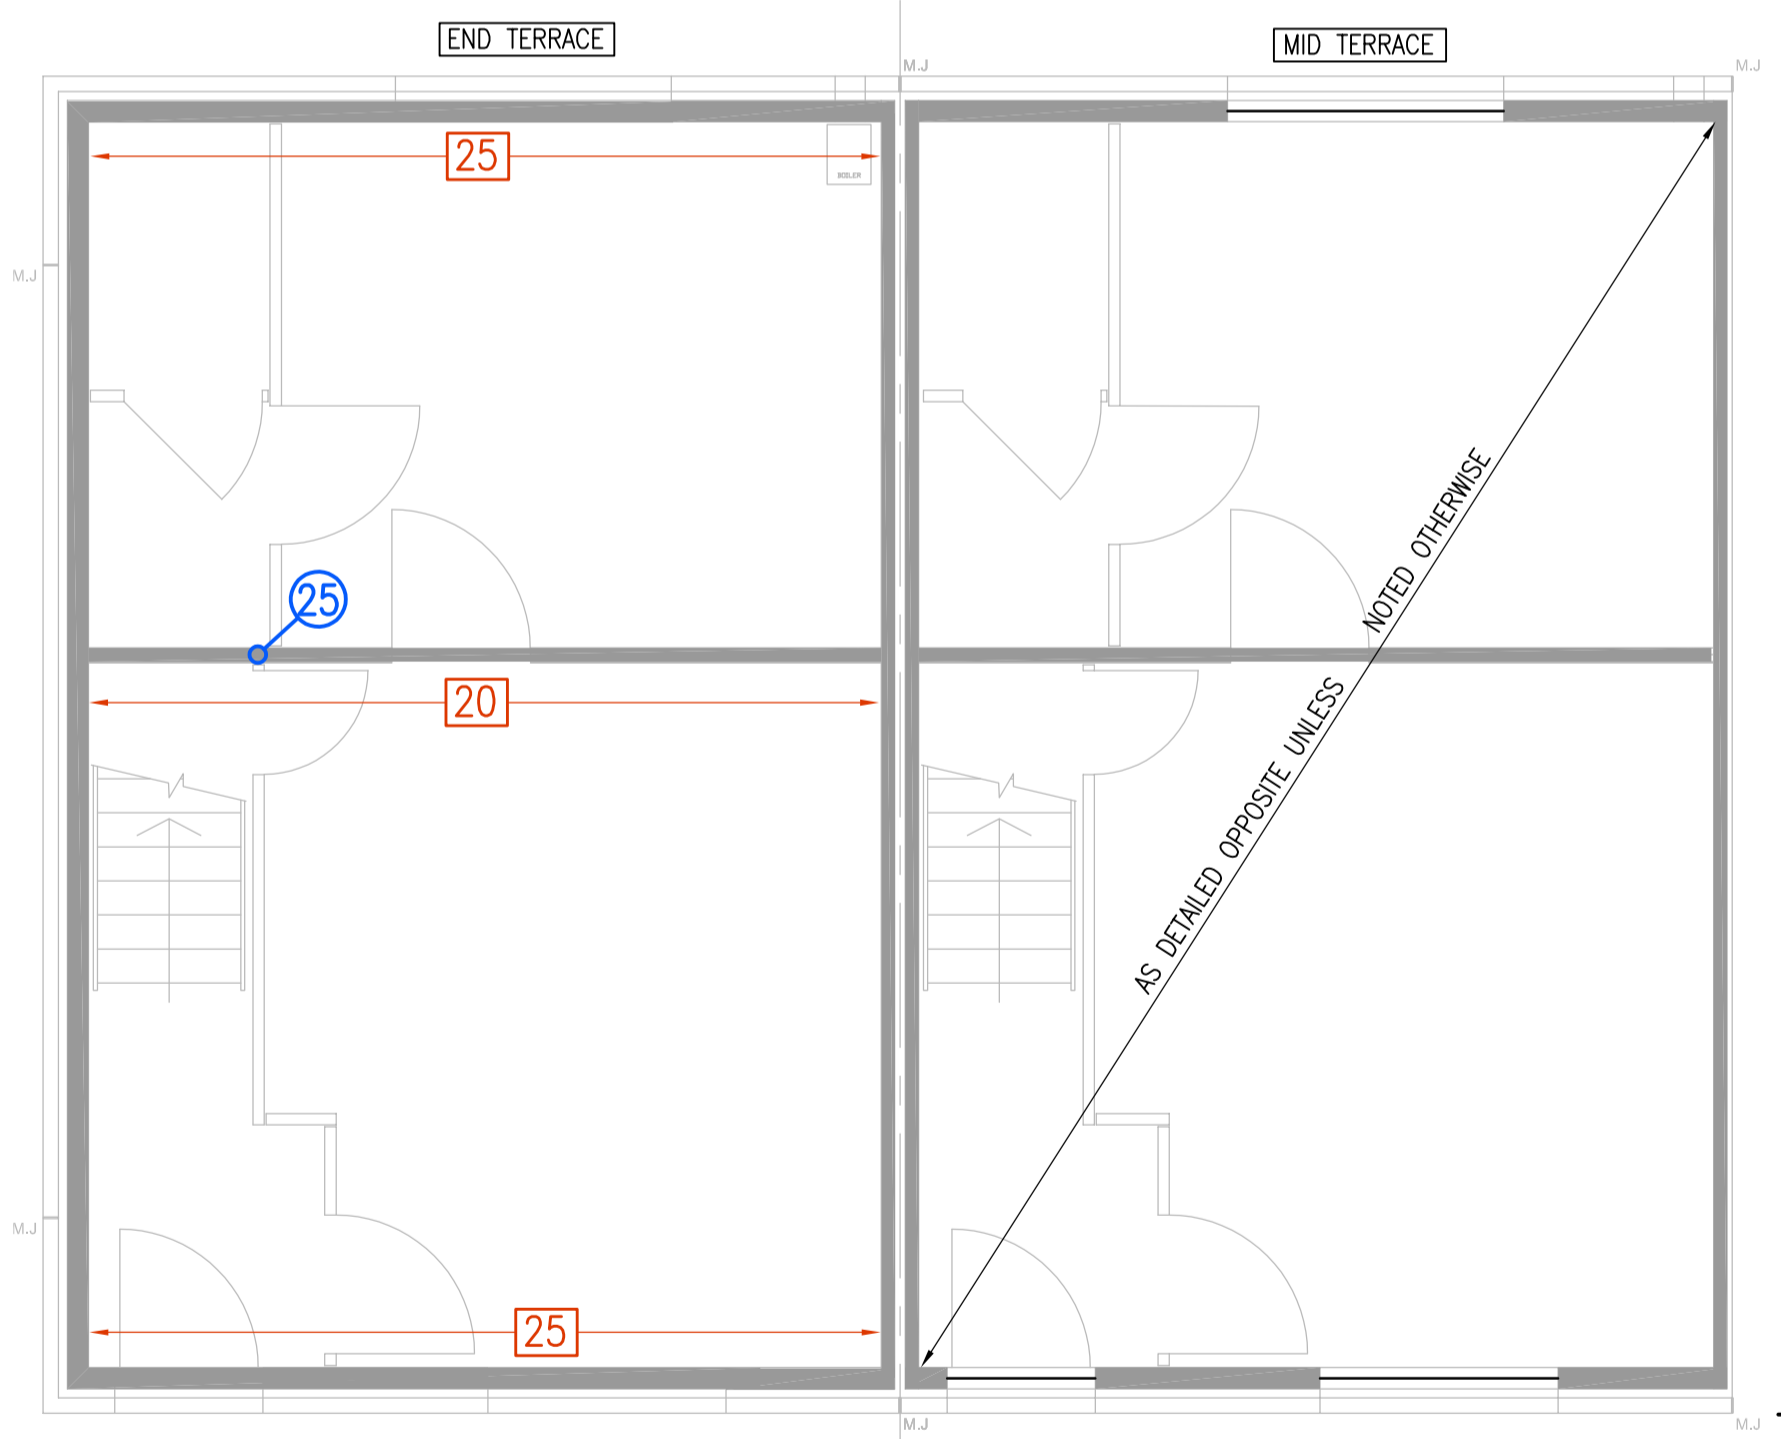 END TERRACE
MID TERRACE
M.J
M.J
25
BOILER
M.J
NOTED OTHERWISE
25
20
AS DETAILED OPPOSITE UNLESS
M.J
25
M.J
M.J